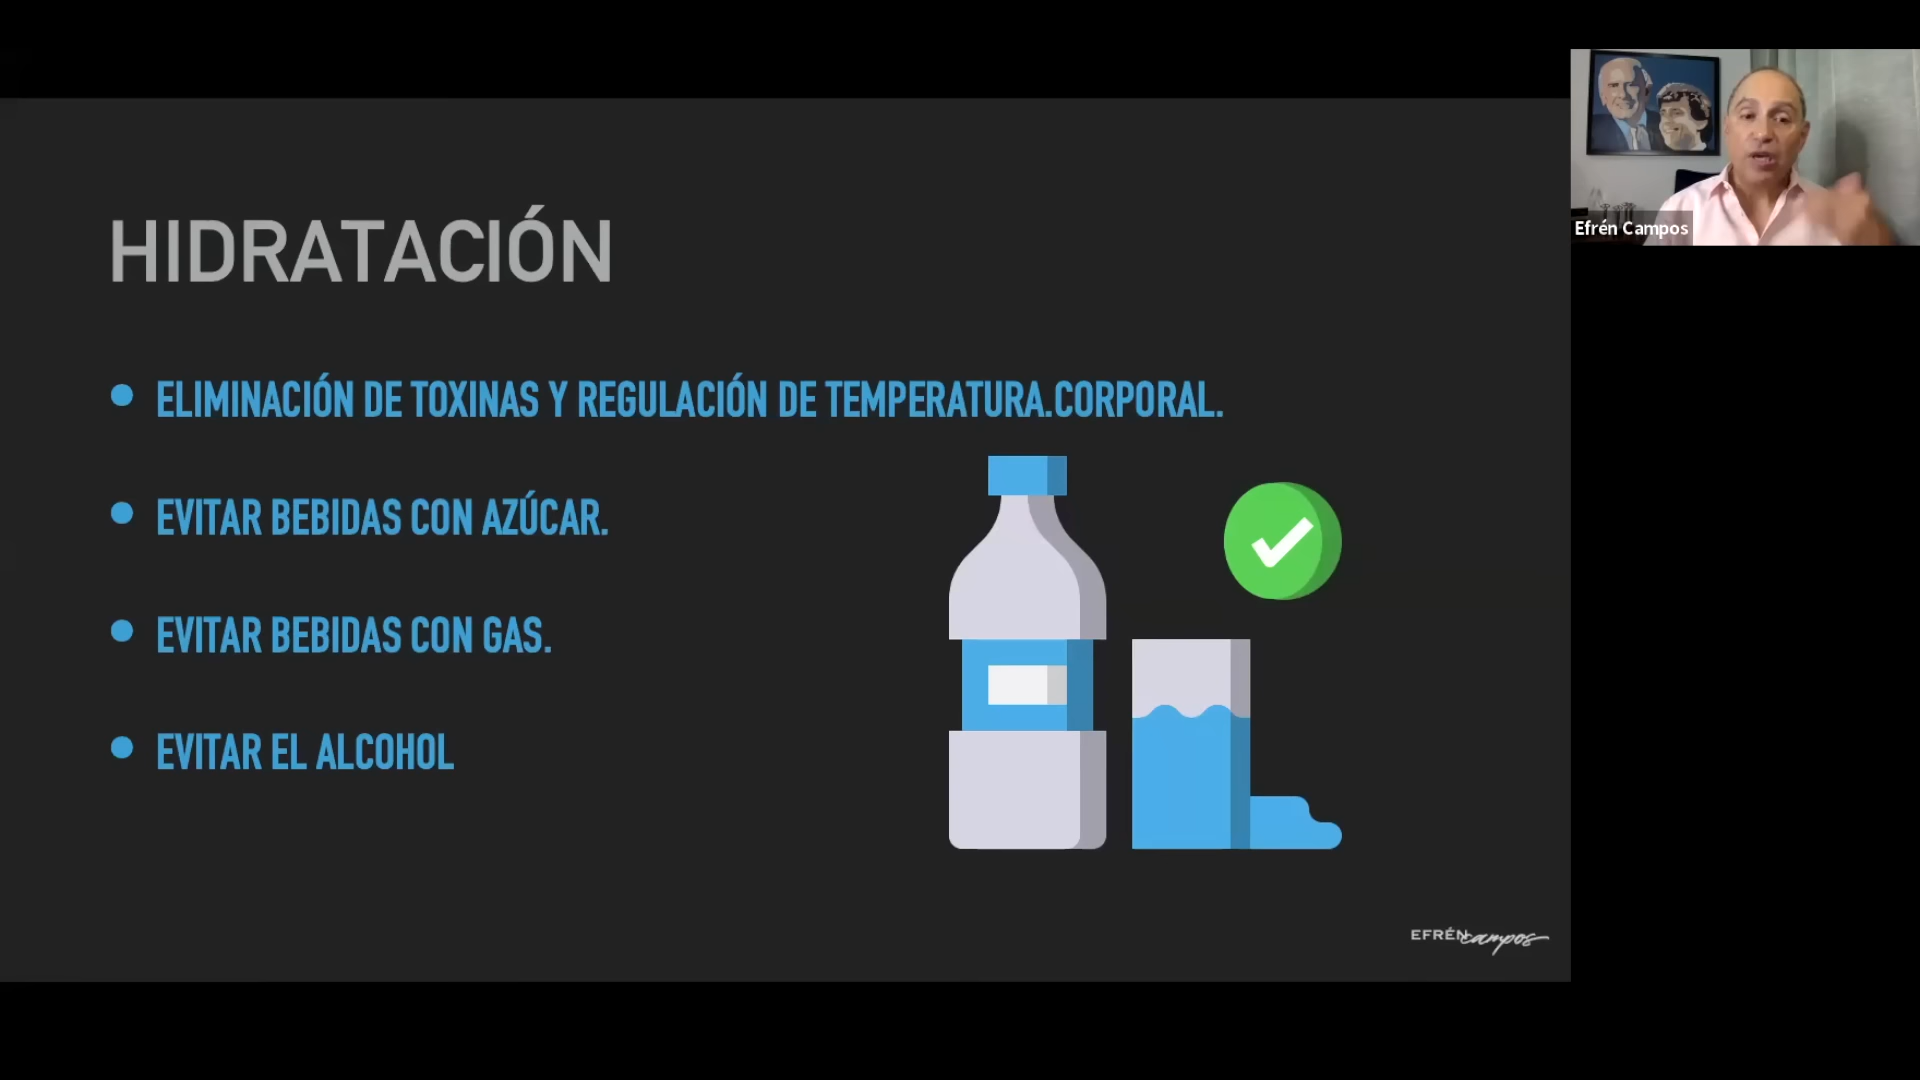 HIDRATACIÓN
ELIMINACIÓN DE TOXINAS Y REGULACIÓN DE TEMPERATURA.CORPORAL.
EVITAR BEBIDAS CON AZÚCAR.
EVITAR BEBIDAS CON GAS.
EVITAR EL ALCOHOL
Efrén Campos
EFRÉN campos